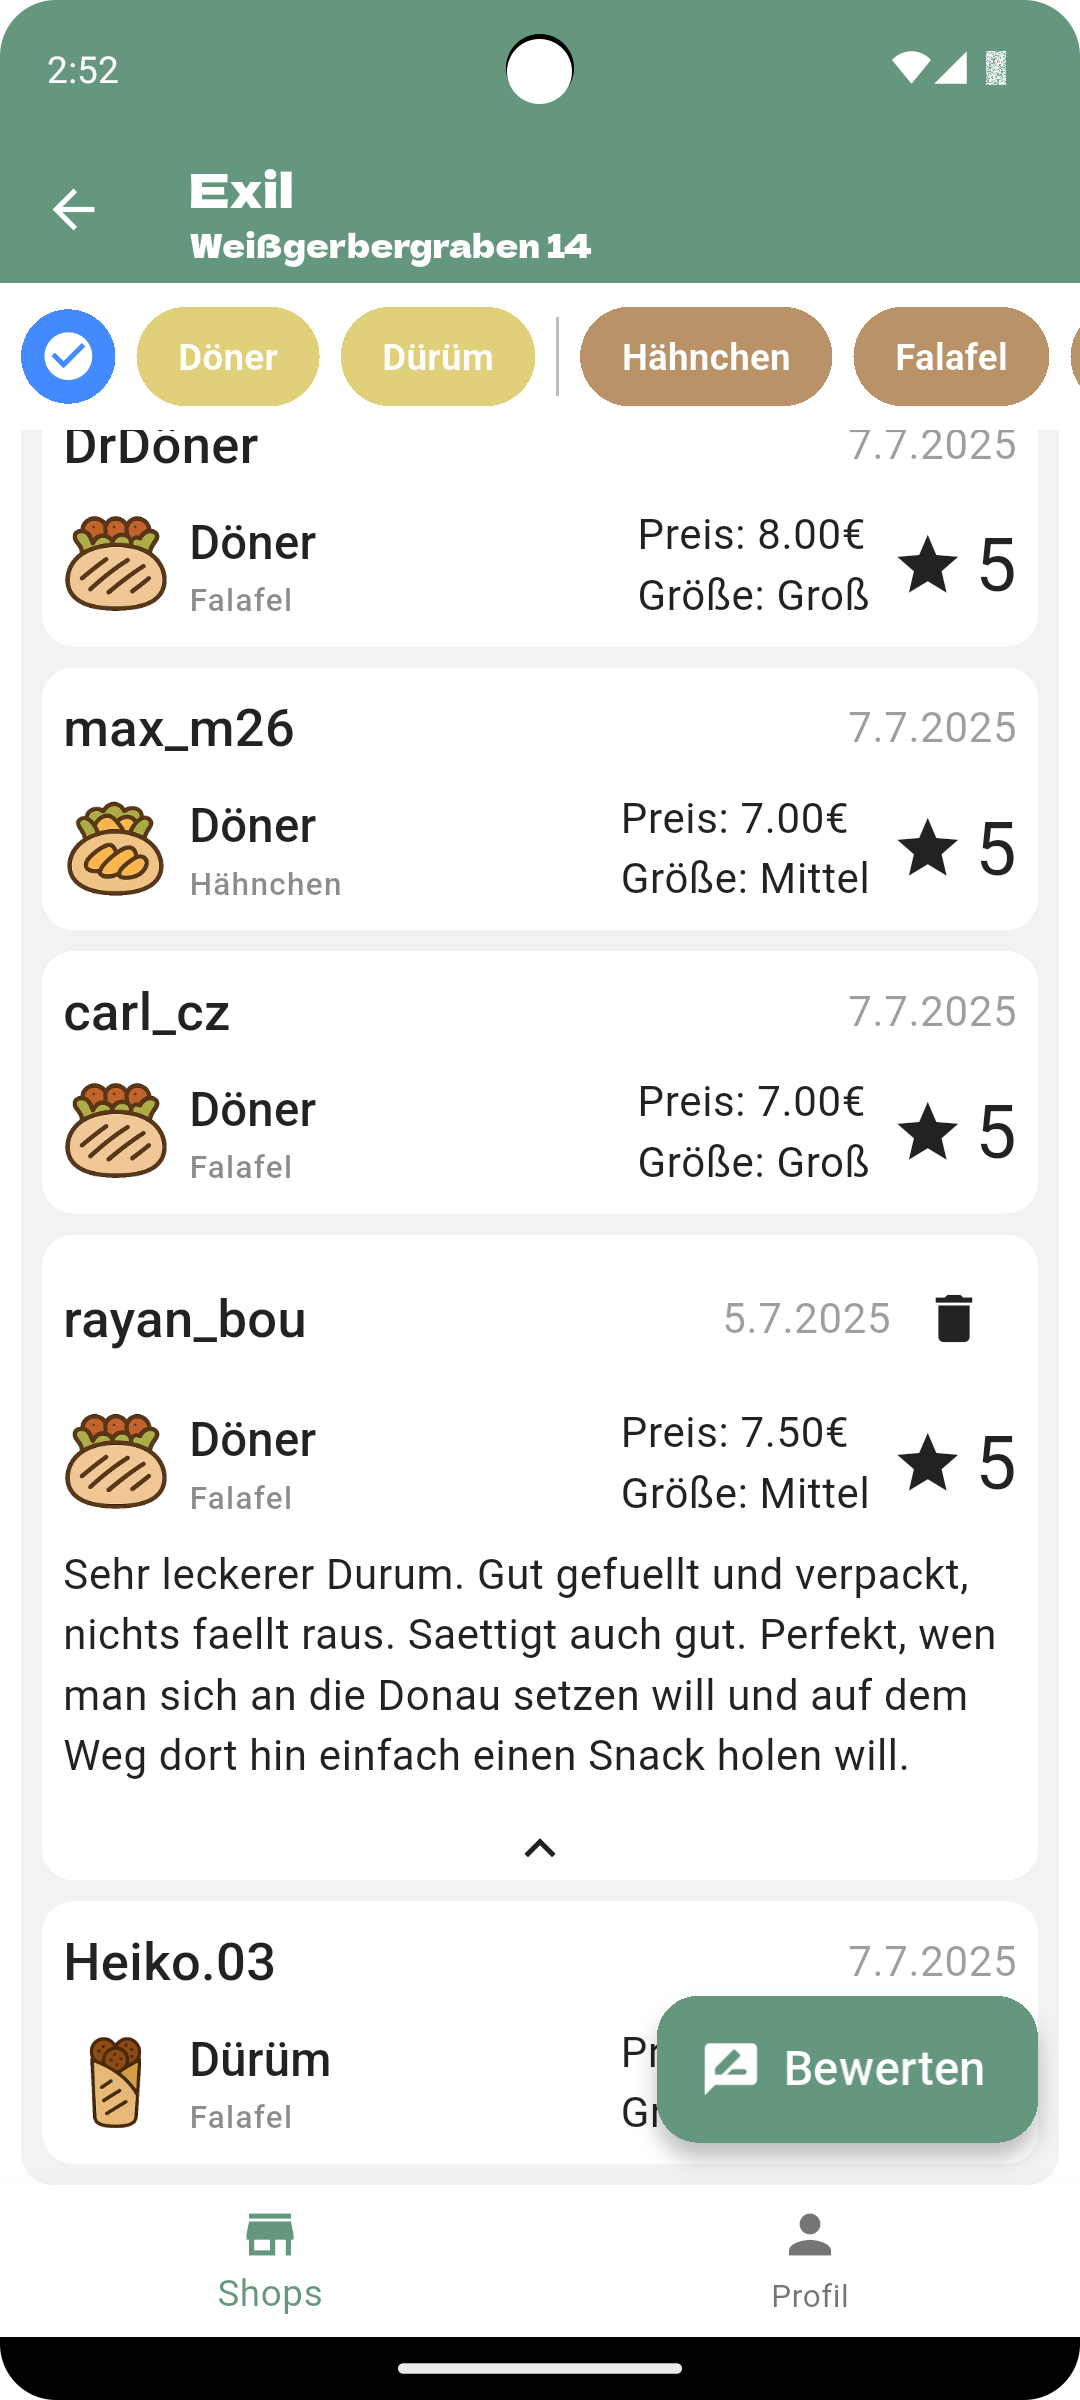 2:52
Exil
Weißgerbergraben 14
Döner
Dürüm
Hähnchen
Falafel
DrDöner
7.7.2025
Döner
Falafel
Preis: 8.00€
Größe: Groß
5
max_m26
7.7.2025
Döner
Hähnchen
Preis: 7.00€
Größe: Mittel
5
carl_cz
7.7.2025
Döner
Falafel
Preis: 7.00€
Größe: Groß
5
rayan_bou
5.7.2025
Döner
Falafel
Preis: 7.50€
Größe: Mittel
5
Sehr leckerer Durum. Gut gefuellt und verpackt,
nichts faellt raus. Saettigt auch gut. Perfekt, wen
man sich an die Donau setzen will und auf dem
Weg dort hin einfach einen Snack holen will.
Heiko.03
7.7.2025
Dürüm
Falafel
Bewerten
Shops
Profil